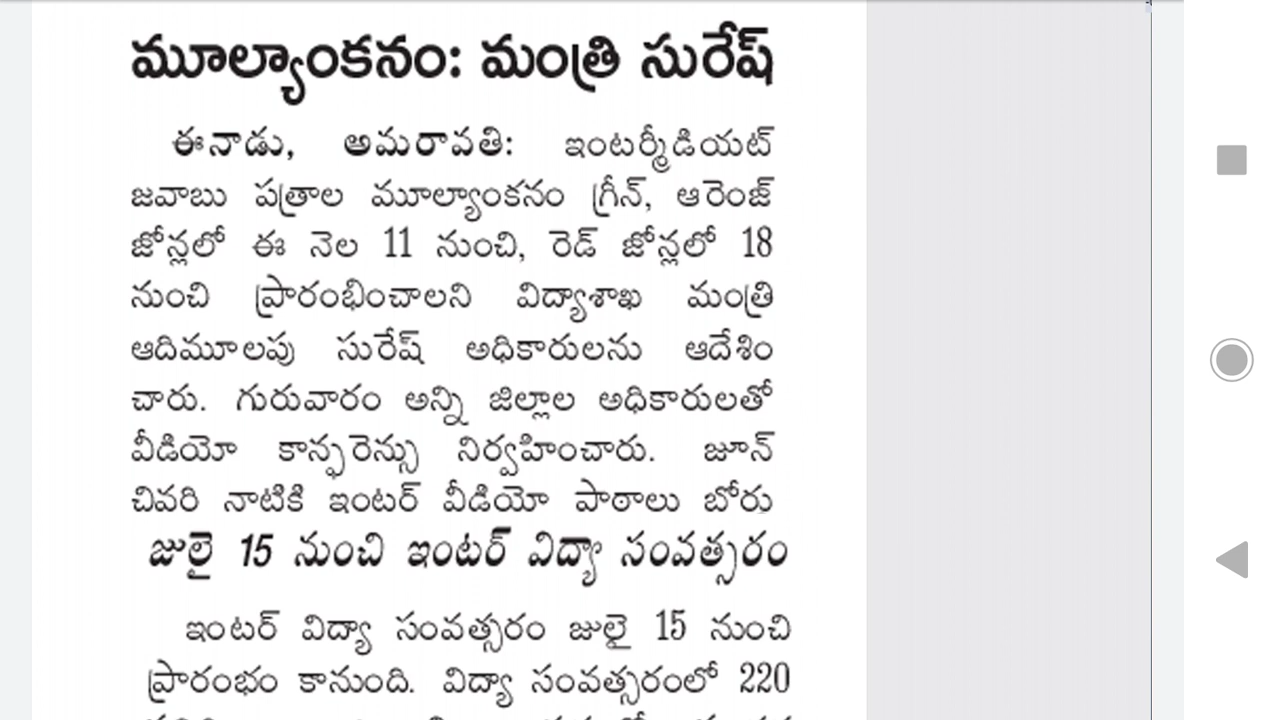 మూల్యాంకనం: మంత్రి సురేష్
ఈనాడు, అమరావతి: ఇంటర్మీడియట్
జవాబు పత్రాల మూల్యాంకనం గ్రీన్, ఆరెంజ్
జోన్లలో ఈ నెల 11 నుంచి, రెడ్ జోన్లలో 18
నుంచి ప్రారంభించాలని విద్యాశాఖ మంత్రి
ఆదిమూలపు సురేష్ అధికారులను ఆదేశిం
చారు. గురువారం అన్ని జిల్లాల అధికారులతో
వీడియో కాన్ఫరెన్సు నిర్వహించారు. జూన్
చివరి నాటికి ఇంటర్ వీడియో పాఠాలు బోరు
జులై 15 నుంచి ఇంటర్ విద్యా సంవత్సరం
ఇంటర్ విద్యా సంవత్సరం జులై 15 నుంచి
ప్రారంభం కానుంది. విద్యా సంవత్సరంలో 220